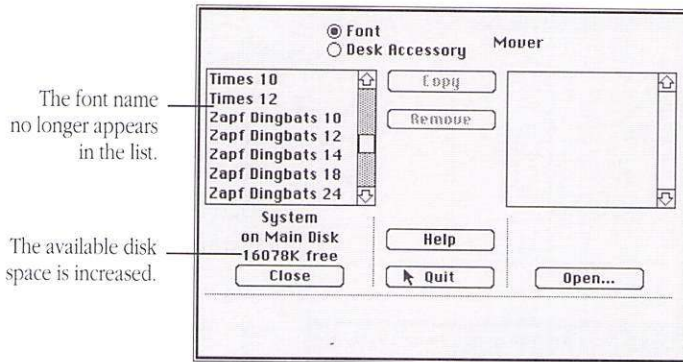 Font
Desk Accessory
Mover
The font name
no longer appears
in the list.
Times 10
Times 12
Zapf Dingbats 10
Zapf Dingbats 12
Zapf Dingbats 14
Zapf Dingbats 18
Zapf Dingbats 24
Copy
Remove
The available disk
space is increased.
System
on Main Disk
16078K free
Close
Help
Quit
Open...